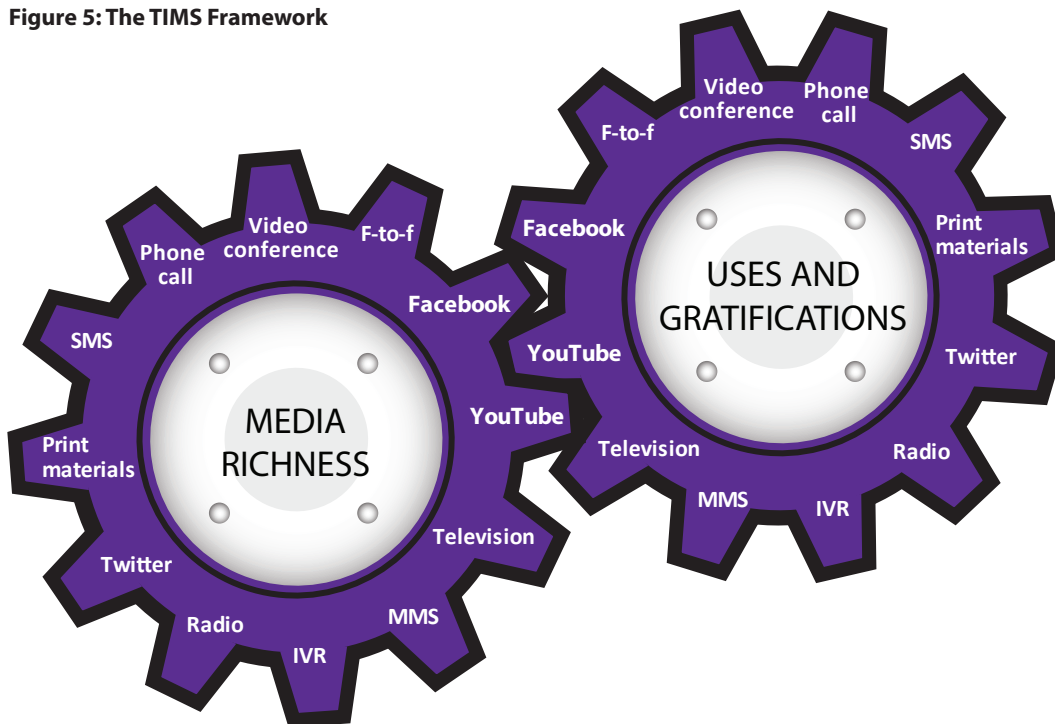 Figure 5: The TIMS Framework
Video
conference
Phone
call
F-to-f
SMS
Facebook
Print
materials
USES AND
GRATIFICATIONS
YouTube
Twitter
Television
Radio
MMS
IVR
Video
conference
F-to-f
Phone
call
Facebook
SMS
YouTube
MEDIA
RICHNESS
Print
materials
Television
Twitter
MMS
Radio
IVR